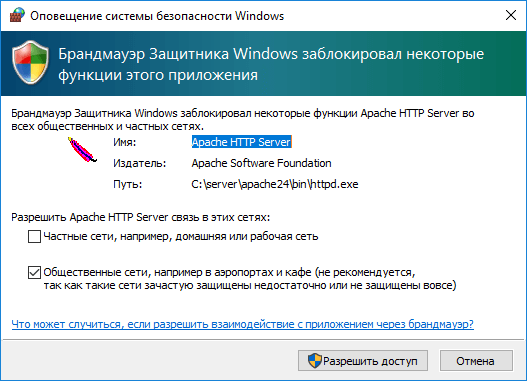 Оповещение системы безопасности Windows
Брандмауэр Защитника Windows заблокировал некоторые
функции этого приложения
Брандмауэр Защитника Windows заблокировал некоторые функции Apache HTTP Server во
всех общественных и частных сетях.
Имя: Apache HTTP Server
Издатель: Apache Software Foundation
Путь: C:\server\apache24\bin\httpd.exe
Разрешить Apache HTTP Server связь в этих сетях:
Частные сети, например, домашняя или рабочая сеть
Общественные сети, например в аэропортах и кафе (не рекомендуется,
так как такие сети зачастую защищены недостаточно или не защищены вовсе)
Что может случиться, если разрешить взаимодействие с приложением через брандмауэр?
Разрешить доступ Отмена